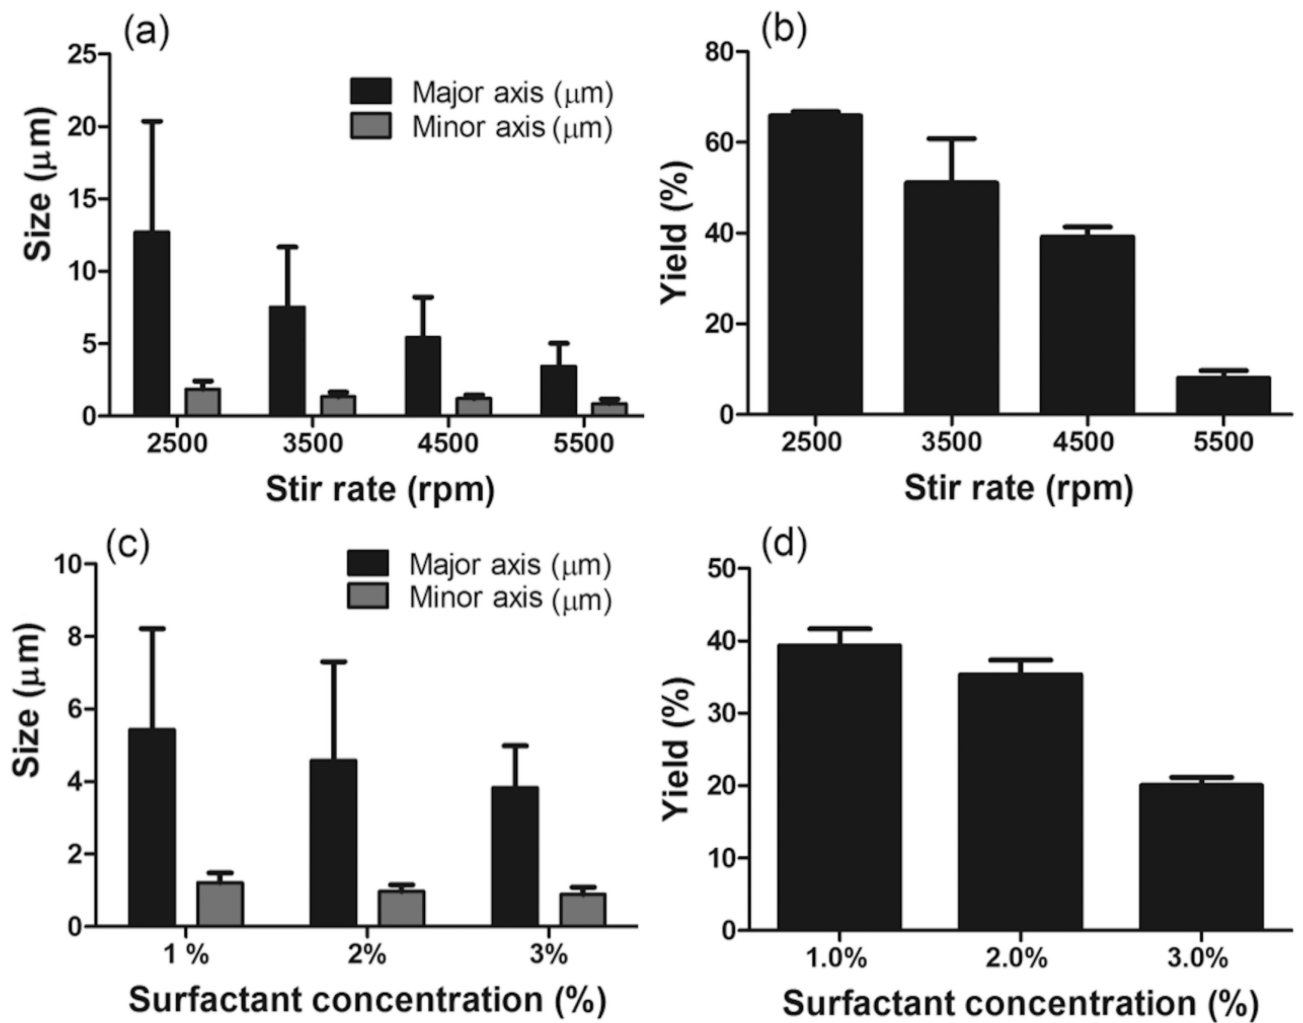 (a)
25
20
15
10
5
0
Size (μm)
Major axis (μm)
Minor axis (μm)
2500 3500 4500 5500
Stir rate (rpm)
(b)
80
60
40
20
0
Yield (%)
2500 3500 4500 5500
Stir rate (rpm)
(c)
10
8
6
4
2
0
Size (μm)
Major axis (μm)
Minor axis (μm)
1 % 2% 3%
Surfactant concentration (%)
(d)
50
40
30
20
10
0
Yield (%)
1.0% 2.0% 3.0%
Surfactant concentration (%)